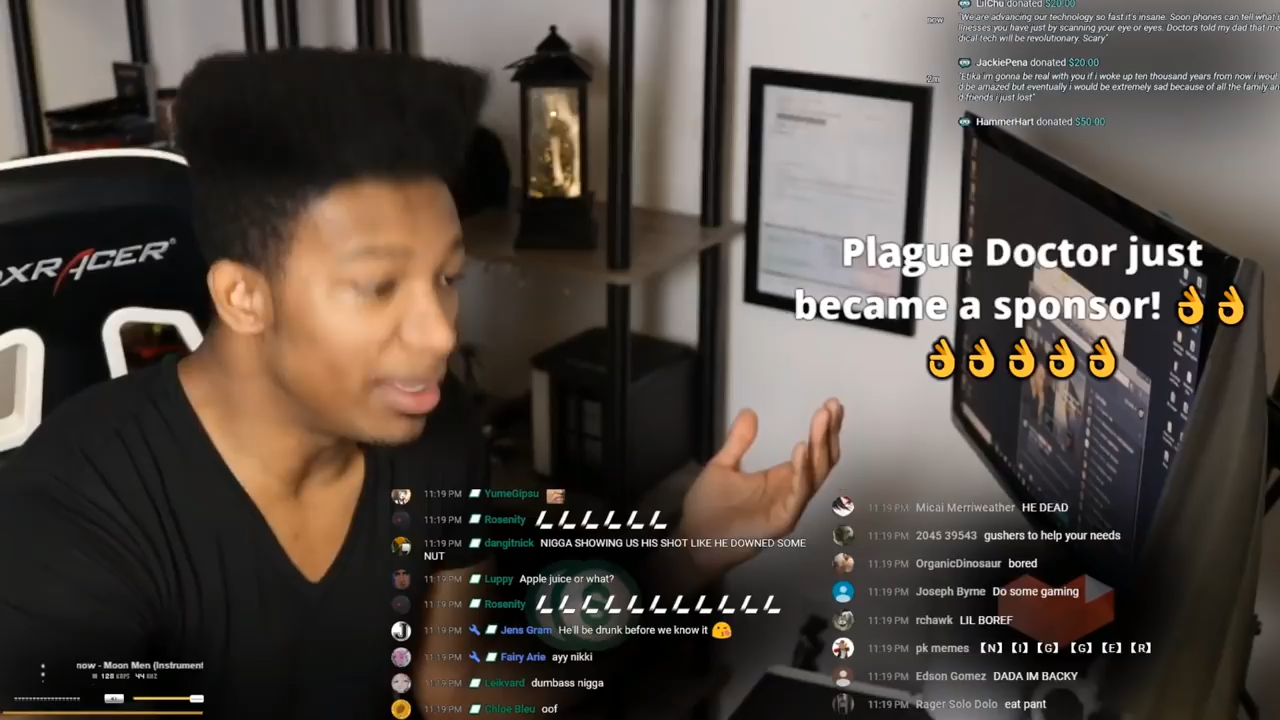 LilChu donated $20.00
now
"We are advancing our technology so fast it's insane. Soon phones can tell what i
llnesses you have just by scanning your eye or eyes. Doctors told my dad that me
dical tech will be revolutionary. Scary"
JackiePena donated $20.00
2m
"Etika im gonna be real with you if i woke up ten thousand years from now i woul
d be amazed but eventually i would be extremely sad because of all the family an
d friends i just lost"
HammerHart donated $50.00
DXRACER
Plague Doctor just
became a sponsor! 👌👌
👌👌👌👌👌
11:19 PM YumeGipsu
11:19 PM Rosenity
11:19 PM dangitnick NIGGA SHOWING US HIS SHOT LIKE HE DOWNED SOME
NUT
11:19 PM Luppy Apple juice or what?
11:19 PM Rosenity
11:19 PM Jens Gram He'll be drunk before we know it 😘
11:19 PM Fairy Arie ayy nikki
11:19 PM Leikvard dumbass nigga
11:19 PM Chloe Bleu oof
11:19 PM Micai Merriweather HE DEAD
11:19 PM 2045 39543 gushers to help your needs
11:19 PM OrganicDinosaur bored
11:19 PM Joseph Byrne Do some gaming
11:19 PM rchawk LIL BOREF
11:19 PM pk memes 【N】【I】【G】【G】【E】【R】
11:19 PM Edson Gomez DADA IM BACKY
11:19 PM Rager Solo Dolo eat pant
now - Moon Men (Instrument
128 KBPS 44 KHZ